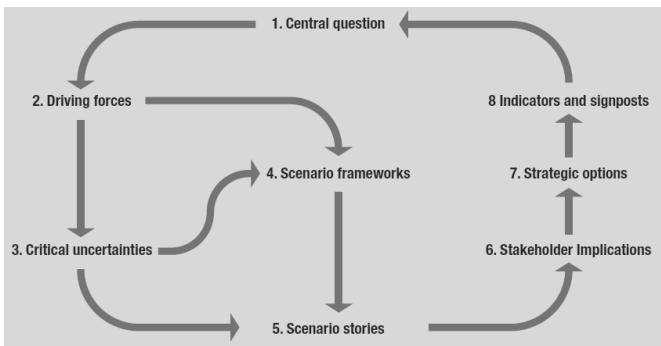 1. Central question
2. Driving forces
8 Indicators and signposts
4. Scenario frameworks
7. Strategic options
3. Critical uncertainties
6. Stakeholder Implications
5. Scenario stories